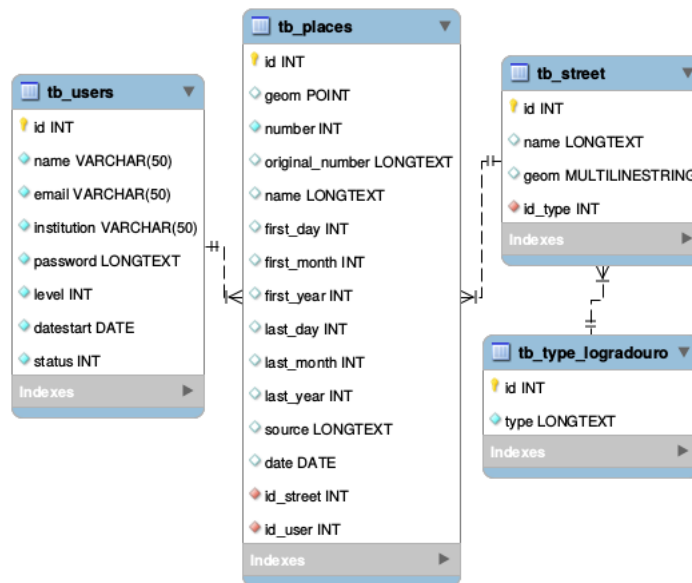 tb_users
id INT
name VARCHAR(50)
email VARCHAR(50)
institution VARCHAR(50)
password LONGTEXT
level INT
datestart DATE
status INT
Indexes
tb_places
id INT
geom POINT
number INT
original_number LONGTEXT
name LONGTEXT
first_day INT
first_month INT
first_year INT
last_day INT
last_month INT
last_year INT
source LONGTEXT
date DATE
id_street INT
id_user INT
Indexes
tb_street
id INT
name LONGTEXT
geom MULTILINESTRING
id_type INT
Indexes
tb_type_logradouro
id INT
type LONGTEXT
Indexes